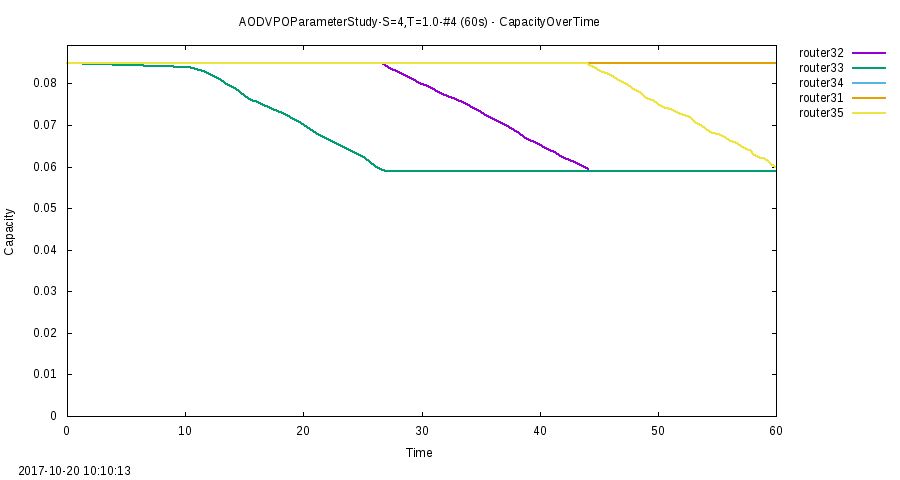 AODVPOParameterStudy-S=4,T=1.0-#4 (60s) - CapacityOverTime
router32
router33
router34
router31
router35
0.08
0.07
0.06
0.05
0.04
0.03
0.02
0.01
0
Capacity
0 10 20 30 40 50 60
Time
2017-10-20 10:10:13